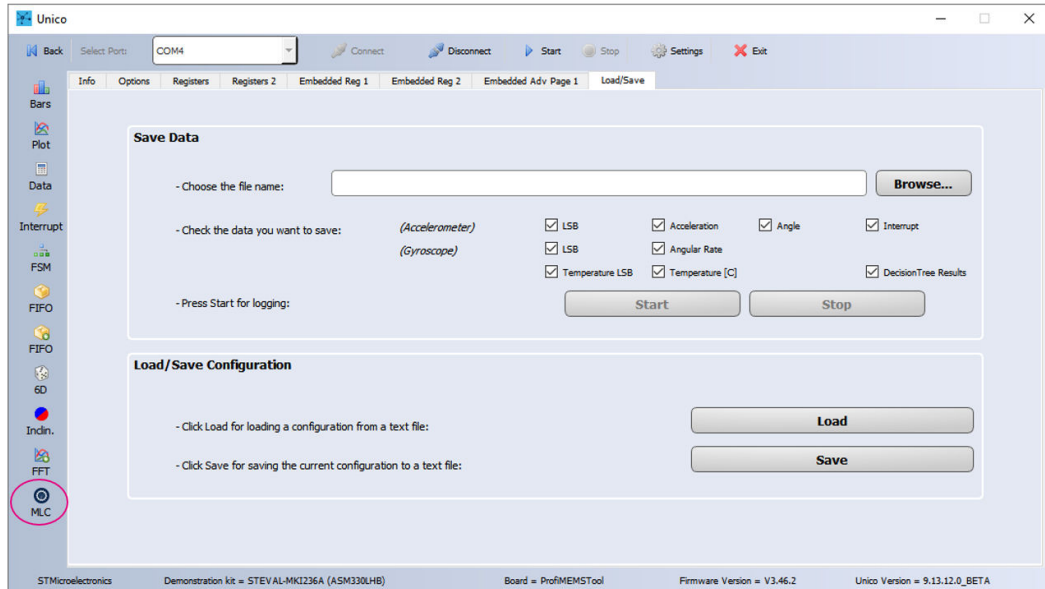 Unico
Back Select Port: COM4 Connect Disconnect Start Stop Settings Exit
Info Options Registers Registers 2 Embedded Reg 1 Embedded Reg 2 Embedded Adv Page 1 Load/Save
Bars
Plot
Data
Interrupt
FSM
FIFO
FIFO
6D
Indin.
FFT
MLC
Save Data
- Choose the file name: Browse...
- Check the data you want to save: (Accelerometer) LSB Acceleration Angle Interrupt
(Gyroscope) LSB Angular Rate
Temperature LSB Temperature [C] DecisionTree Results
- Press Start for logging: Start Stop
Load/Save Configuration
- Click Load for loading a configuration from a text file: Load
- Click Save for saving the current configuration to a text file: Save
STMicroelectronics Demonstration kit = STEVAL-MKI236A (ASM330LHB) Board = ProfiMEMSTool Firmware Version = V3.46.2 Unico Version = 9.13.12.0_BETA